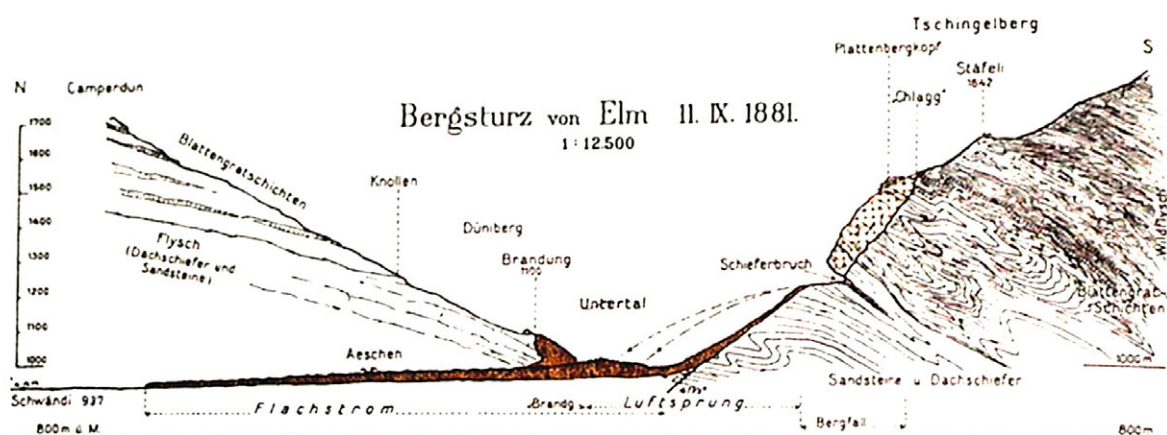 Tschingelberg
Plattenbergkopf
S
N
Camperdun
Stäfeli
1642
"Chlagg"
Bergsturz von Elm 11. IX. 1881.
1 : 12.500
1700
1600
1500
1400
1300
1200
1100
1000
Blattengratschichten
Knollen
Flysch
(Dachschiefer und
Sandsteine)
Düniberg
Brandung
1100
Untertal
Schieferbruch
Wildflysch
Blattengrat-
Schichten
Aeschen
1000m
Sandsteine u Dachschiefer
Schwändi 937
Flachstrom
Brandg
Luftsprung
Bergfall
800m ü. M.
800m